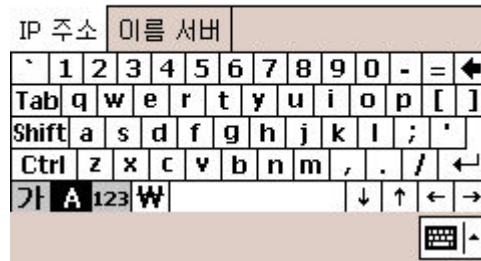 IP 주소 이름 서버
` 1 2 3 4 5 6 7 8 9 0 - = ←
Tab q w e r t y u i o p [ ]
Shift a s d f g h j k l ; '
Ctrl z x c v b n m , . / ↵
가 A 123 ₩ ↓ ↑ ← →